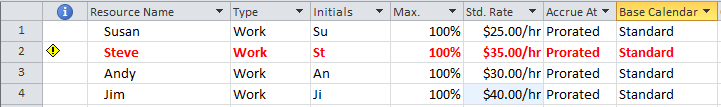 Resource Name Type Initials Max. Std. Rate Accrue At Base Calendar
1 Susan Work Su 100% $25.00/hr Prorated Standard
2 Steve Work St 100% $35.00/hr Prorated Standard
3 Andy Work An 100% $30.00/hr Prorated Standard
4 Jim Work Ji 100% $40.00/hr Prorated Standard